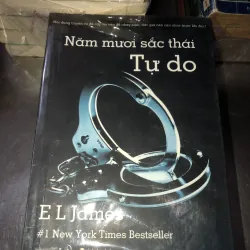 Năm mươi sắc thái
Tự do
E L James
#1 New York Times Bestseller